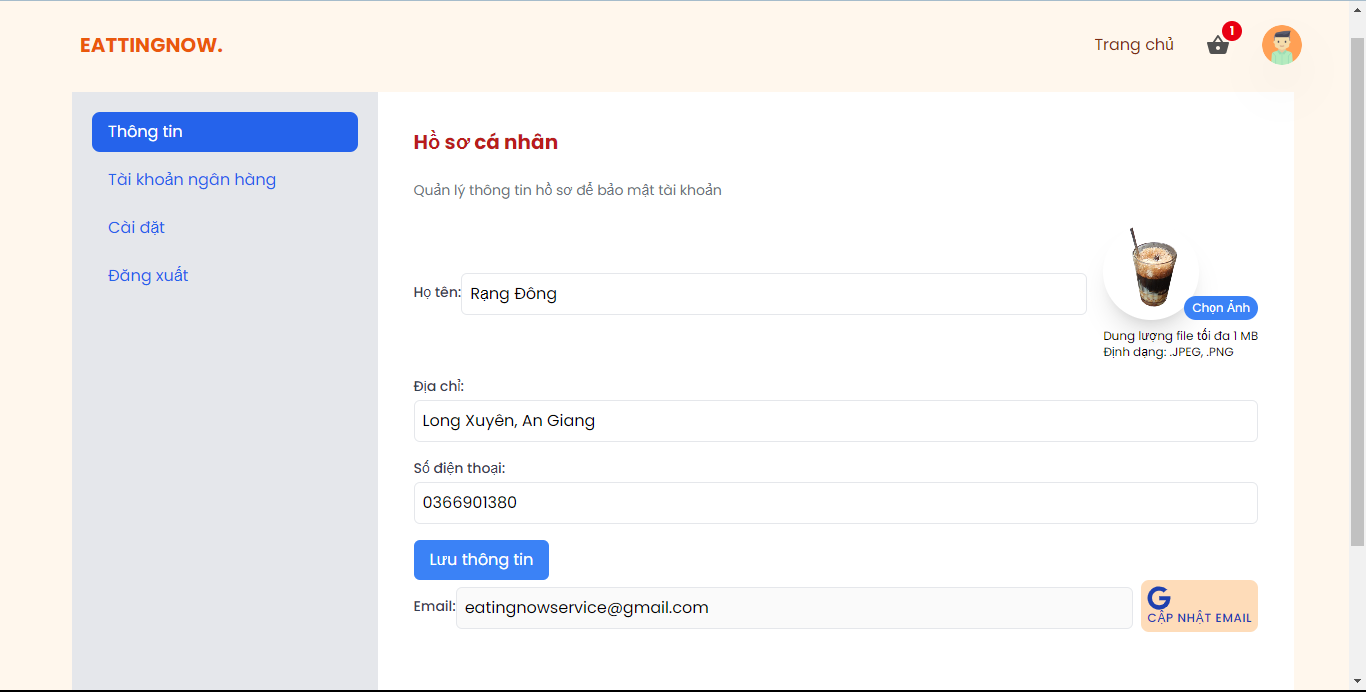 EATTINGNOW.
Trang chủ
1
Thông tin
Tài khoản ngân hàng
Cài đặt
Đăng xuất
Hồ sơ cá nhân
Quản lý thông tin hồ sơ để bảo mật tài khoản
Họ tên:
Rạng Đông
Chọn Ảnh
Dung lượng file tối đa 1 MB
Định dạng: .JPEG, .PNG
Địa chỉ:
Long Xuyên, An Giang
Số điện thoại:
0366901380
Lưu thông tin
Email:
eatingnowservice@gmail.com
G
CẬP NHẬT EMAIL